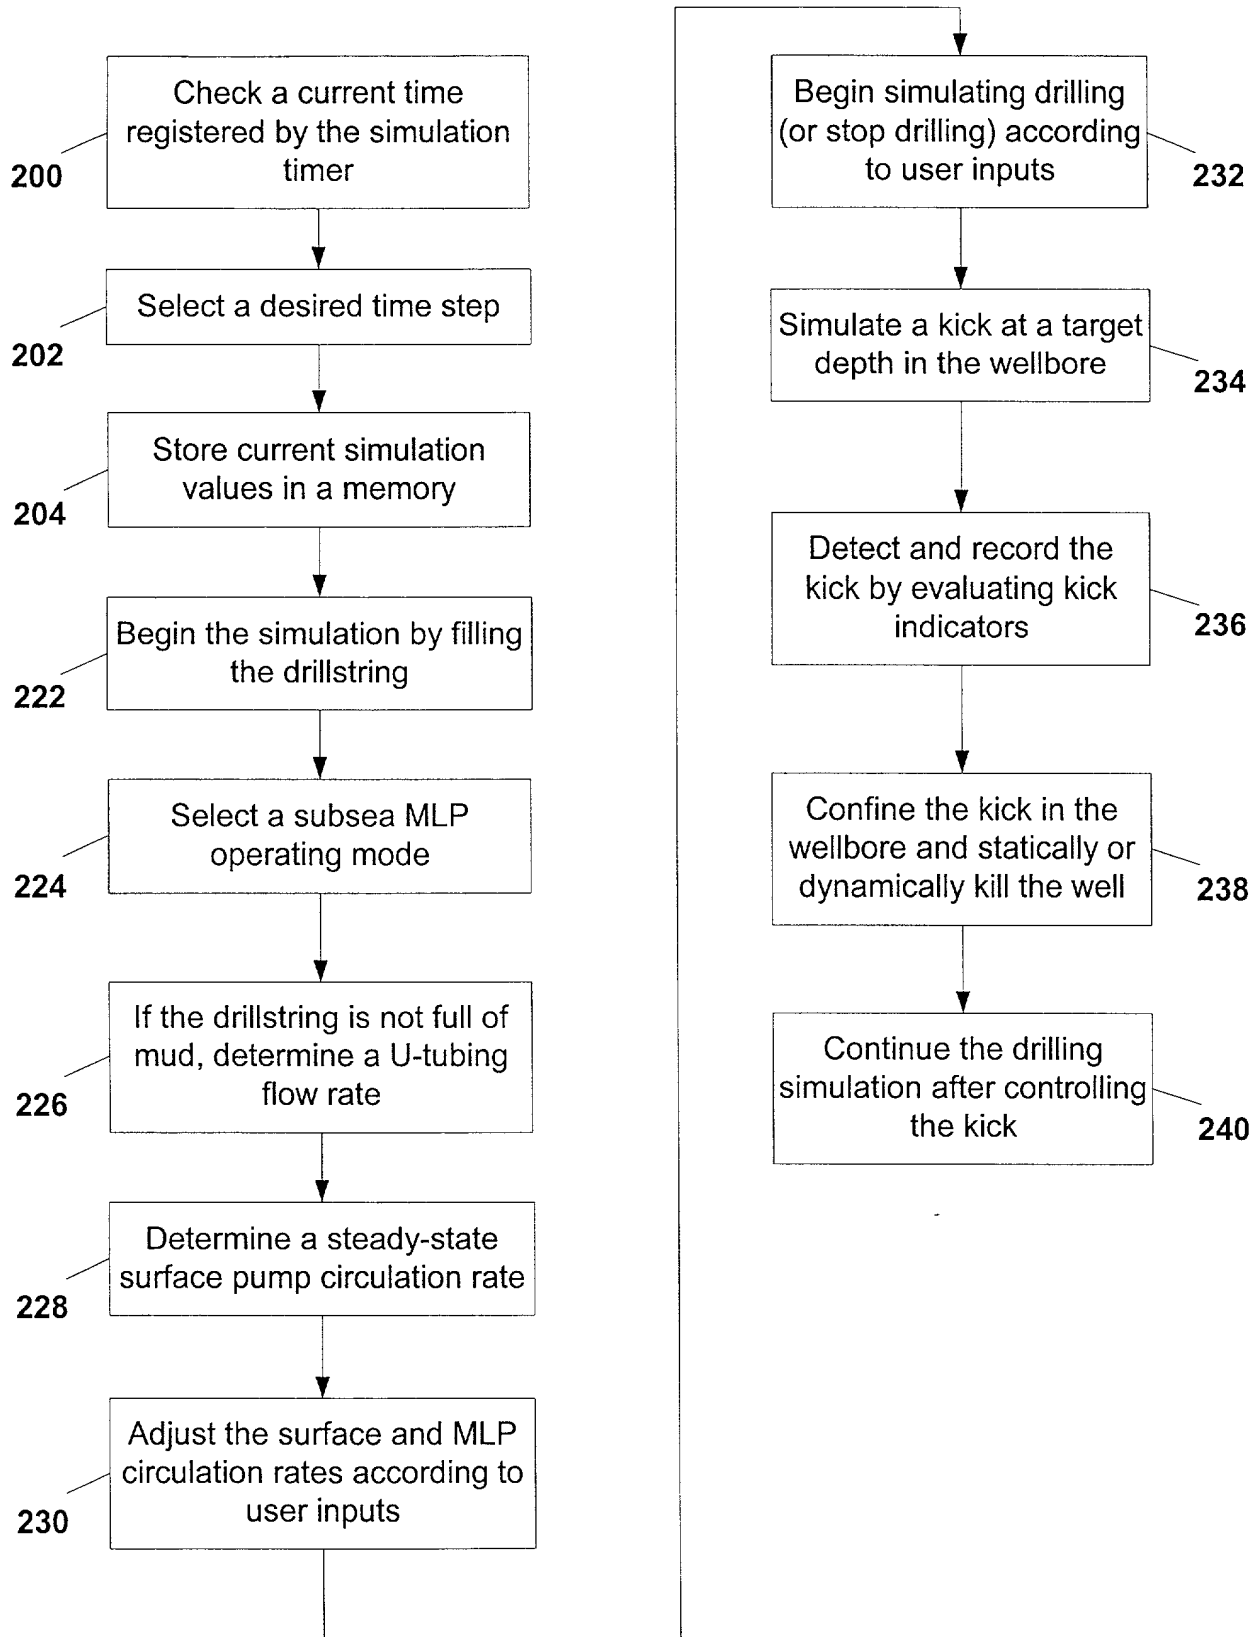 Check a current time
registered by the simulation
timer
200
Select a desired time step
202
Store current simulation
values in a memory
204
Begin the simulation by filling
the drillstring
222
Select a subsea MLP
operating mode
224
If the drillstring is not full of
mud, determine a U-tubing
flow rate
226
Determine a steady-state
surface pump circulation rate
228
Adjust the surface and MLP
circulation rates according to
user inputs
230
Begin simulating drilling
(or stop drilling) according
to user inputs
232
Simulate a kick at a target
depth in the wellbore
234
Detect and record the
kick by evaluating kick
indicators
236
Confine the kick in the
wellbore and statically or
dynamically kill the well
238
Continue the drilling
simulation after controlling
the kick
240